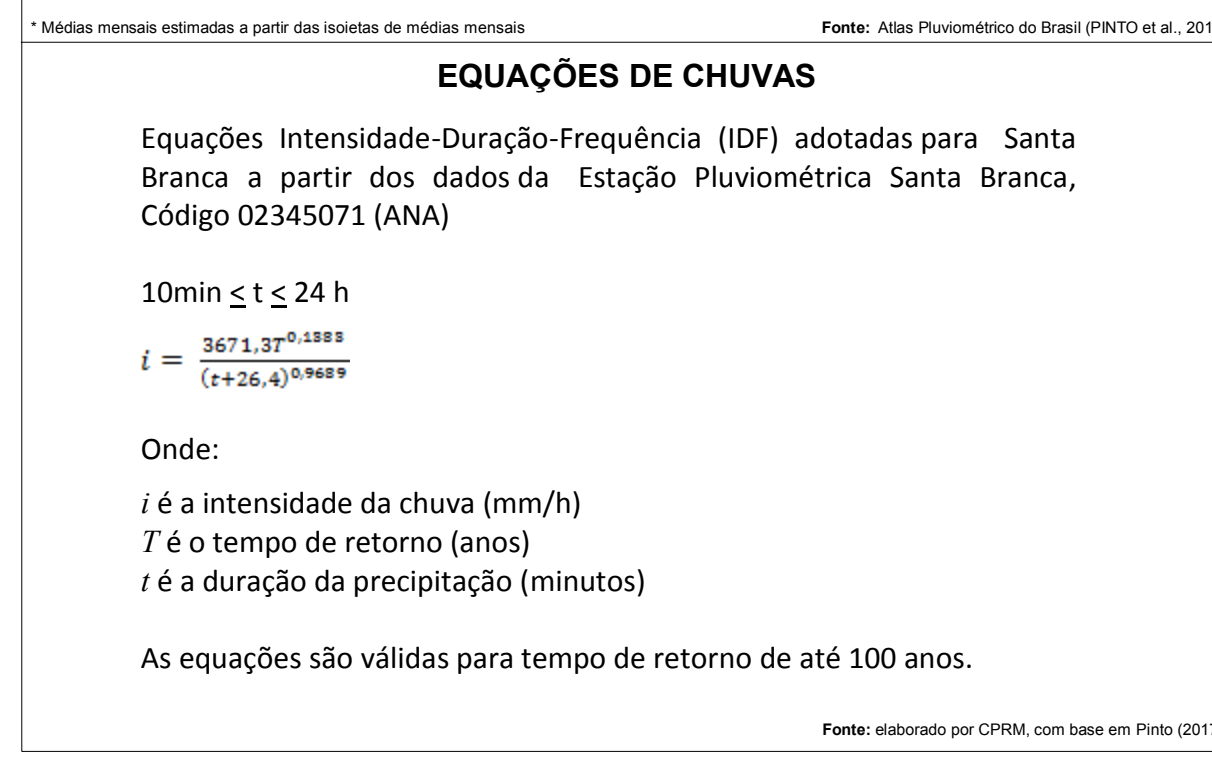 * Médias mensais estimadas a partir das isoietas de médias mensais Fonte: Atlas Pluviométrico do Brasil (PINTO et al., 201
EQUAÇÕES DE CHUVAS
Equações Intensidade-Duração-Frequência (IDF) adotadas para Santa
Branca a partir dos dados da Estação Pluviométrica Santa Branca,
Código 02345071 (ANA)
10min ≤ t ≤ 24 h
i = 3671,3T^0,1383 / (t+26,4)^0,9689
Onde:
i é a intensidade da chuva (mm/h)
T é o tempo de retorno (anos)
t é a duração da precipitação (minutos)
As equações são válidas para tempo de retorno de até 100 anos.
Fonte: elaborado por CPRM, com base em Pinto (2017